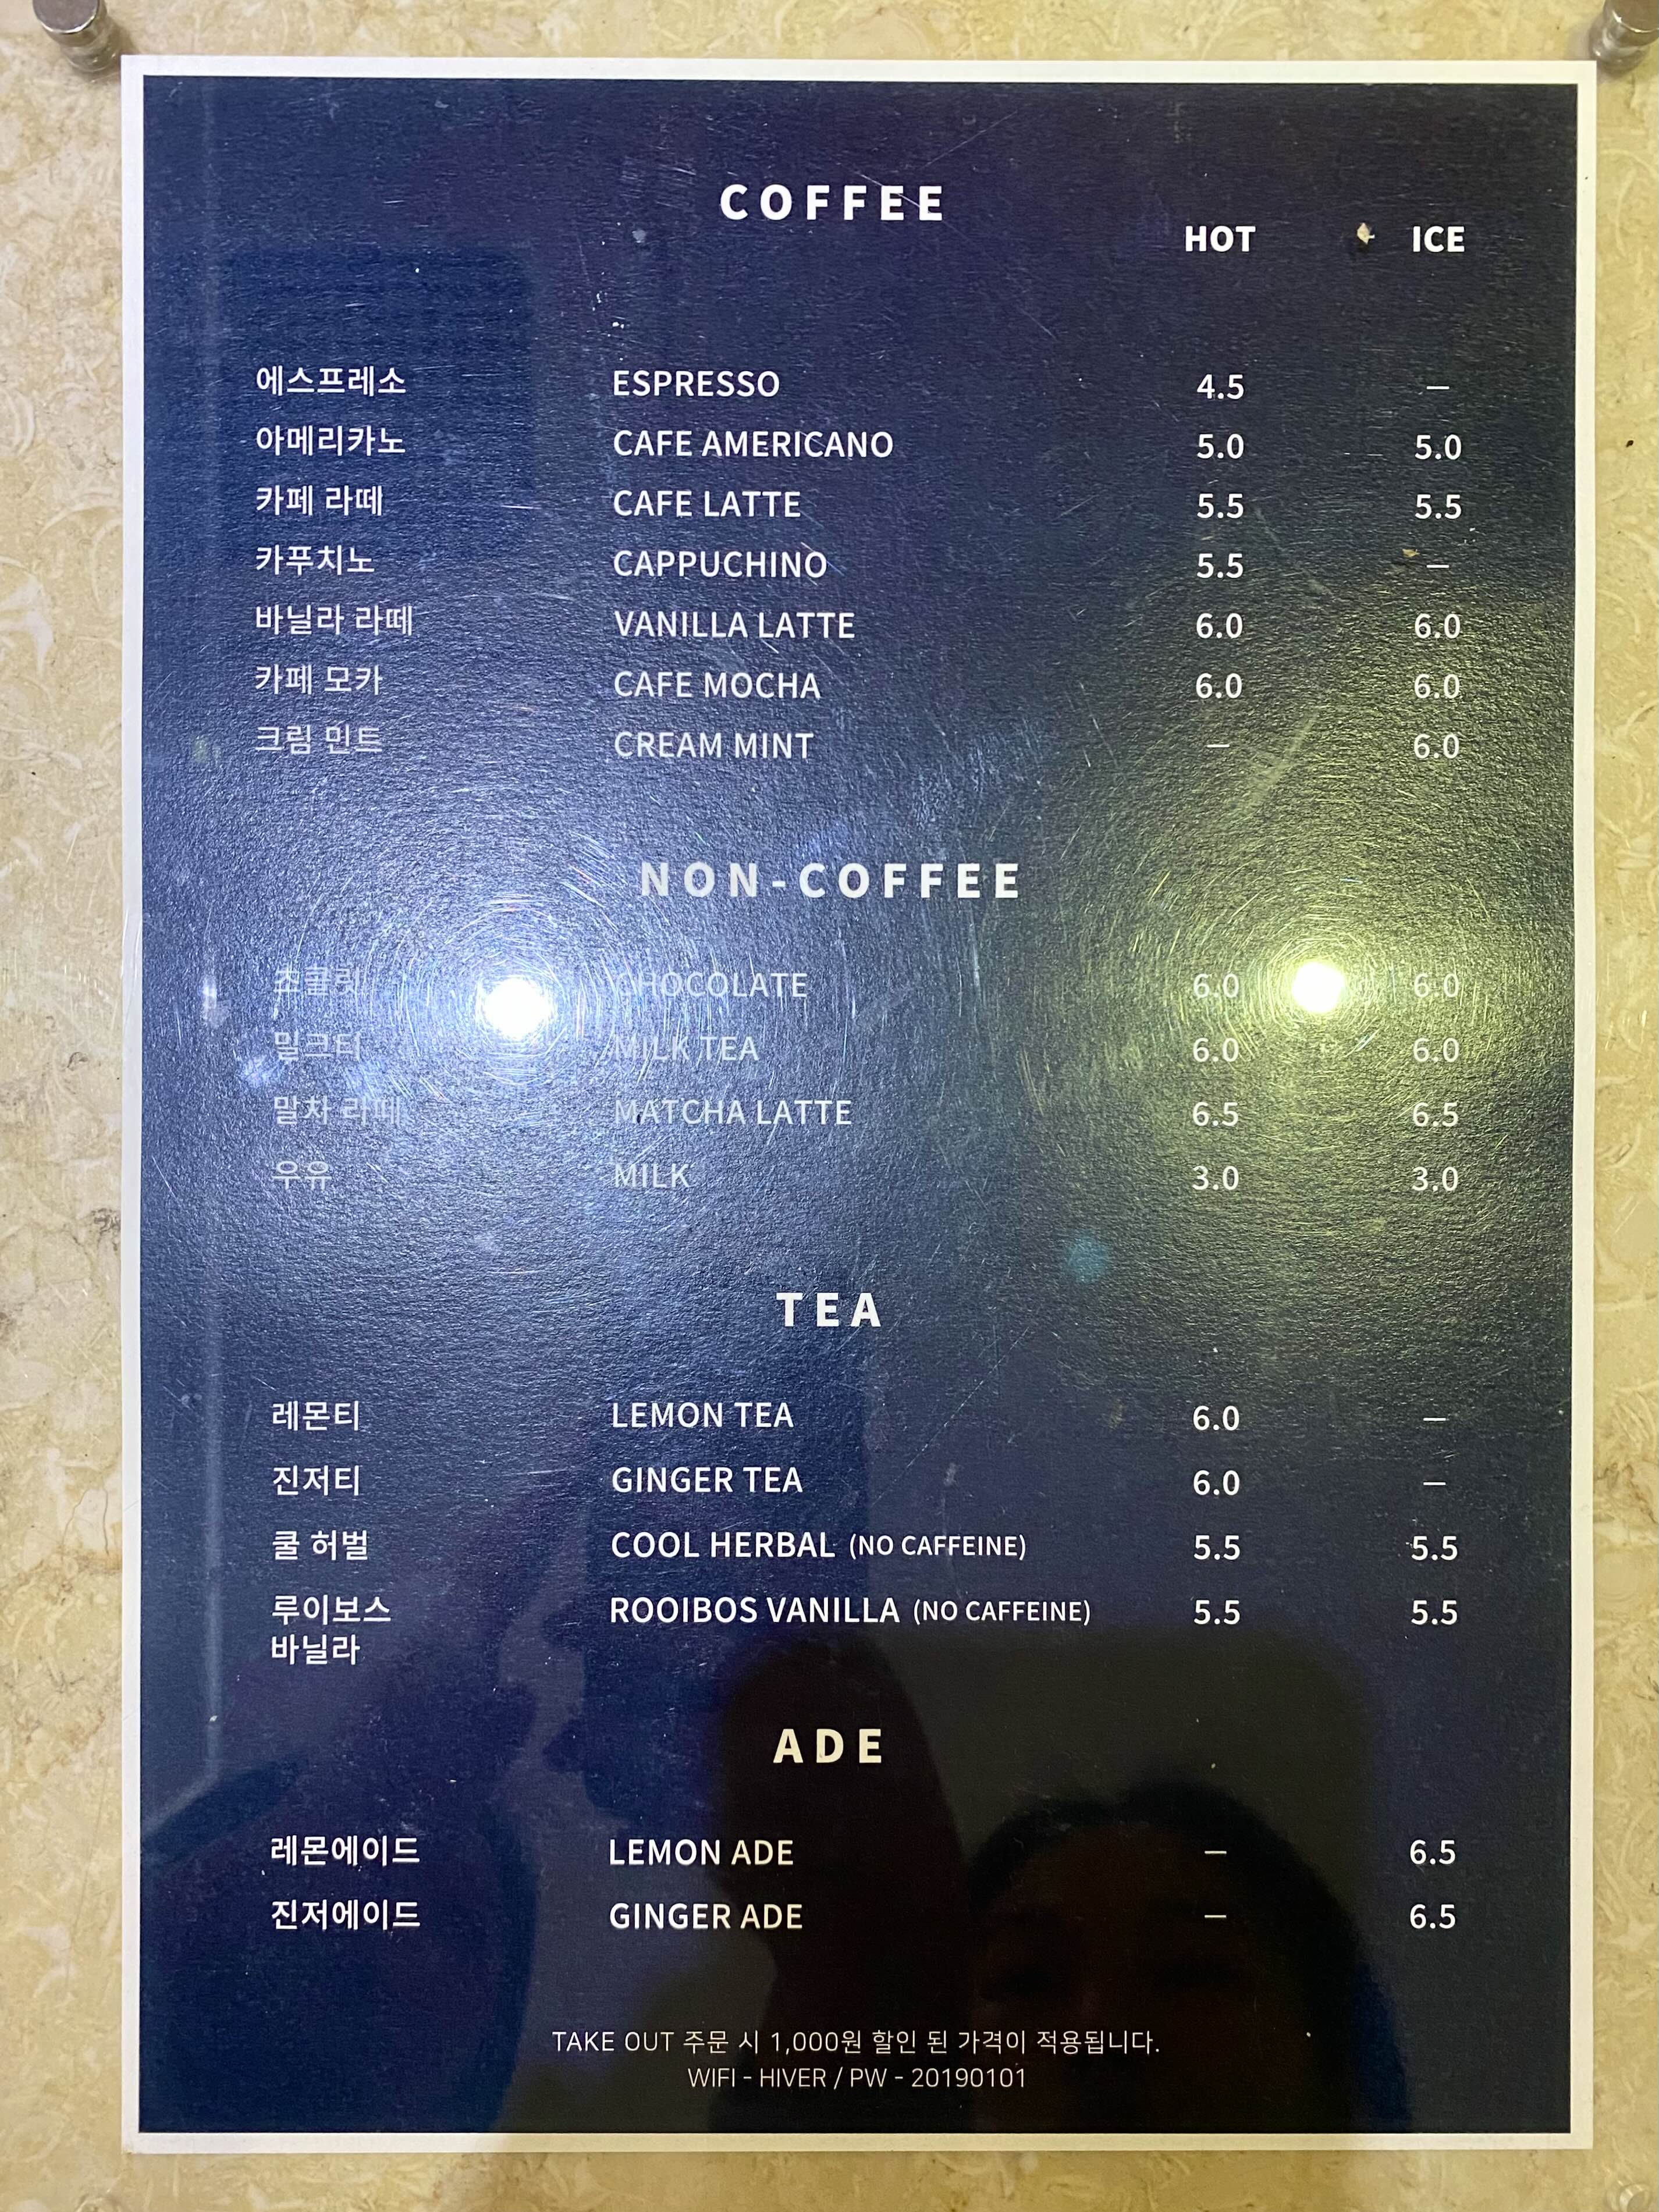 COFFEE
HOT ICE
에스프레소 ESPRESSO 4.5 —
아메리카노 CAFE AMERICANO 5.0 5.0
카페 라떼 CAFE LATTE 5.5 5.5
카푸치노 CAPPUCHINO 5.5 —
바닐라 라떼 VANILLA LATTE 6.0 6.0
카페 모카 CAFE MOCHA 6.0 6.0
크림 민트 CREAM MINT — 6.0
NON-COFFEE
초콜릿 CHOCOLATE 6.0 6.0
밀크티 MILK TEA 6.0 6.0
말차 라떼 MATCHA LATTE 6.5 6.5
우유 MILK 3.0 3.0
TEA
레몬티 LEMON TEA 6.0 —
진저티 GINGER TEA 6.0 —
쿨 허벌 COOL HERBAL (NO CAFFEINE) 5.5 5.5
루이보스 ROOIBOS VANILLA (NO CAFFEINE) 5.5 5.5
바닐라
ADE
레몬에이드 LEMON ADE — 6.5
진저에이드 GINGER ADE — 6.5
TAKE OUT 주문 시 1,000원 할인 된 가격이 적용됩니다.
WIFI - HIVER / PW - 20190101